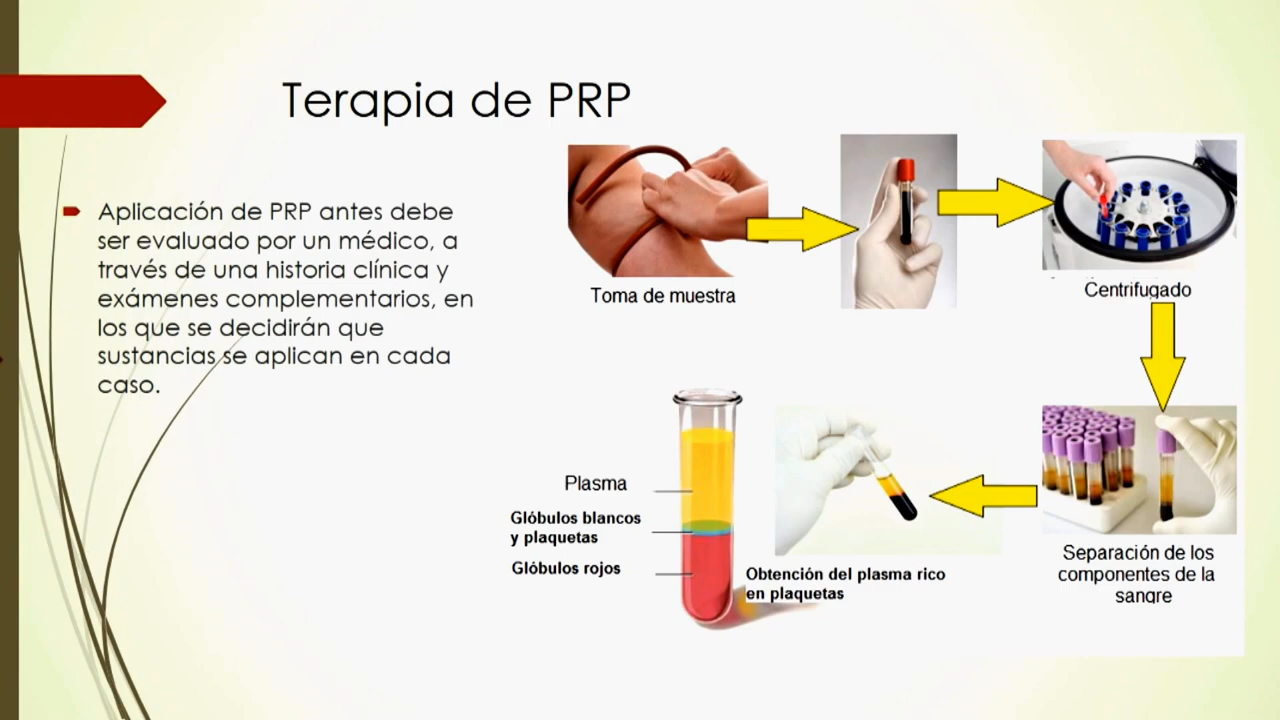 Terapia de PRP
Aplicación de PRP antes debe
ser evaluado por un médico, a
través de una historia clínica y
exámenes complementarios, en
los que se decidirán que
sustancias se aplican en cada
caso.
Toma de muestra
Centrifugado
Separación de los
componentes de la
sangre
Obtención del plasma rico
en plaquetas
Plasma
Glóbulos blancos
y plaquetas
Glóbulos rojos